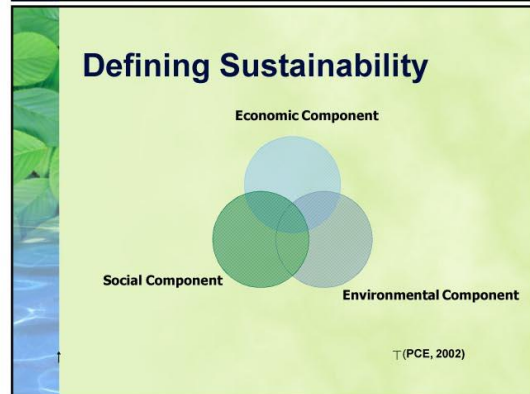 Defining Sustainability
Economic Component
Social Component
Environmental Component
(PCE, 2002)